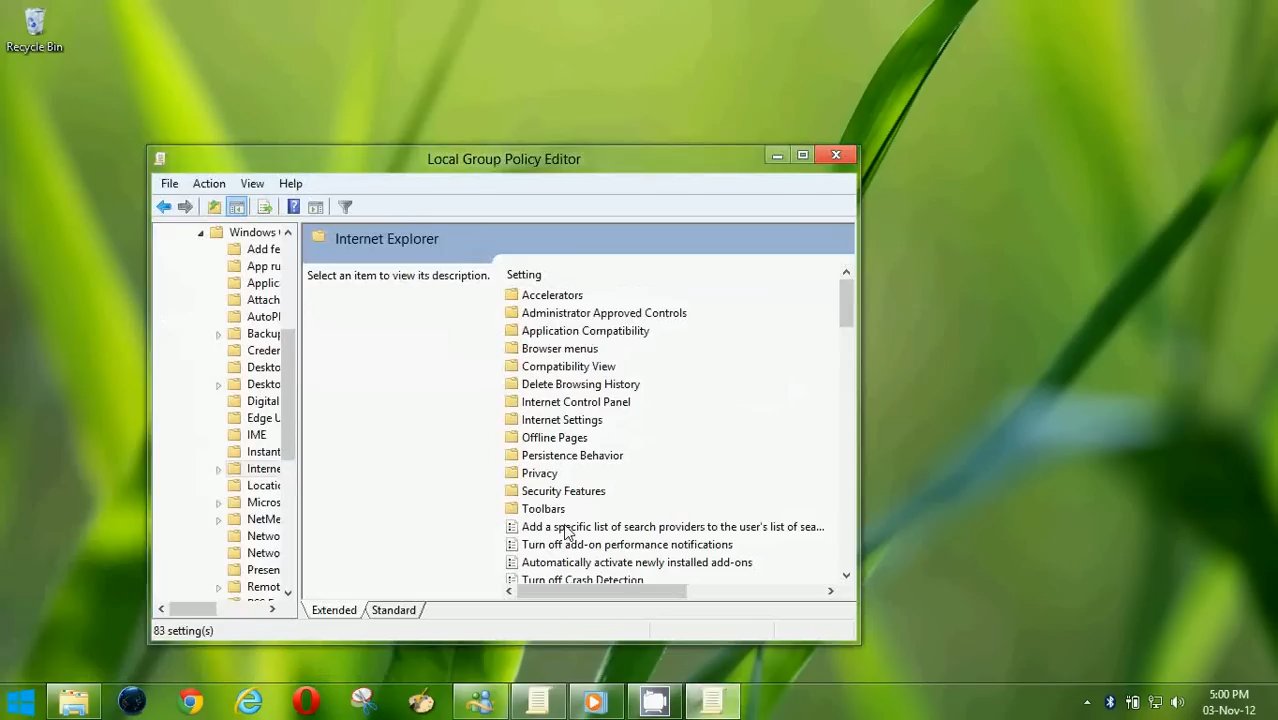 Recycle Bin
Local Group Policy Editor
File Action View Help
Windows
Add fe
App ru
Applic
Attach
AutoPl
Backup
Creden
Deskto
Deskto
Digital
Edge U
IME
Instant
Interne
Locatic
Micros
NetMe
Netwo
Netwo
Presen
Remot
Internet Explorer
Select an item to view its description.
Setting
Accelerators
Administrator Approved Controls
Application Compatibility
Browser menus
Compatibility View
Delete Browsing History
Internet Control Panel
Internet Settings
Offline Pages
Persistence Behavior
Privacy
Security Features
Toolbars
Add a specific list of search providers to the user's list of sea...
Turn off add-on performance notifications
Automatically activate newly installed add-ons
Turn off Crash Detection
Extended Standard
83 setting(s)
5:00 PM
03-Nov-12